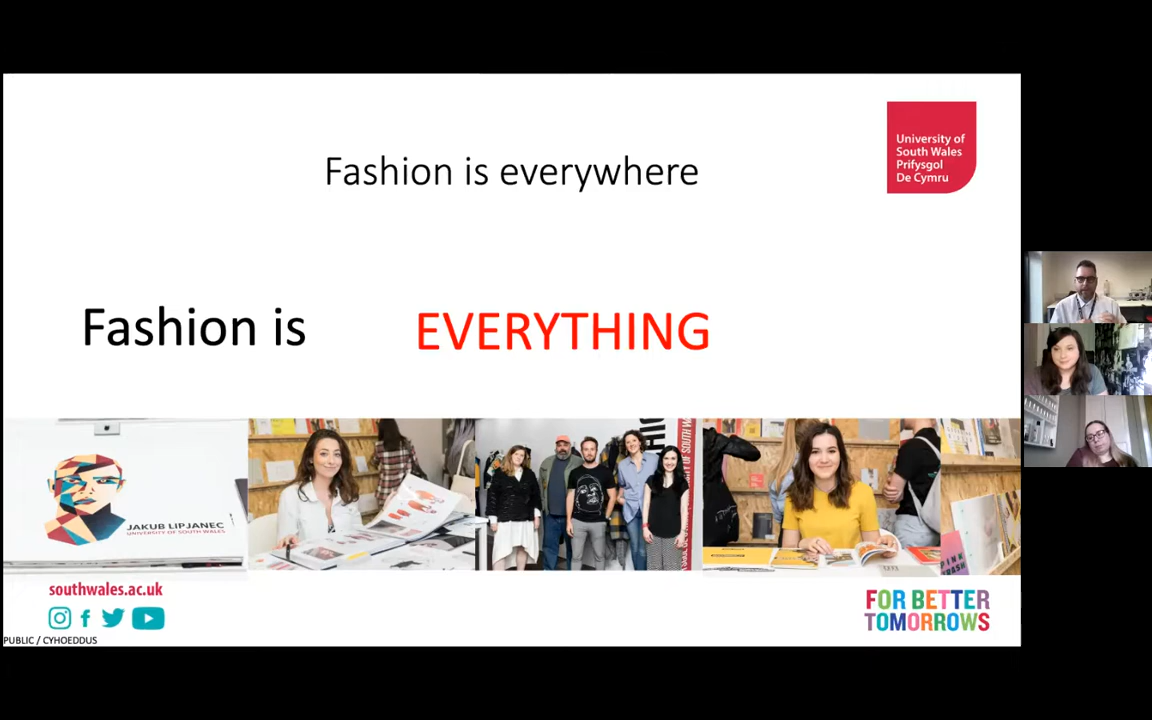 Fashion is everywhere
University of
South Wales
Prifysgol
De Cymru
Fashion is EVERYTHING
JAKUB LIPJANEC
UNIVERSITY OF SOUTH WALES
southwales.ac.uk
FOR BETTER
TOMORROWS
PUBLIC / CYHOEDDUS